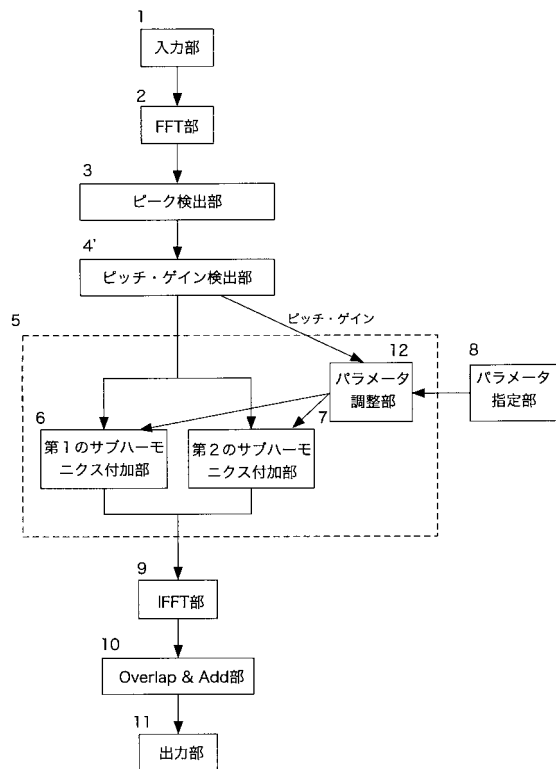 1
入力部
2
FFT部
3
ピーク検出部
4'
ピッチ・ゲイン検出部
ピッチ・ゲイン
5
12
パラメータ
調整部
8
パラメータ
指定部
6
第1のサブハーモ
ニクス付加部
7
第2のサブハーモ
ニクス付加部
9
IFFT部
10
Overlap & Add部
11
出力部